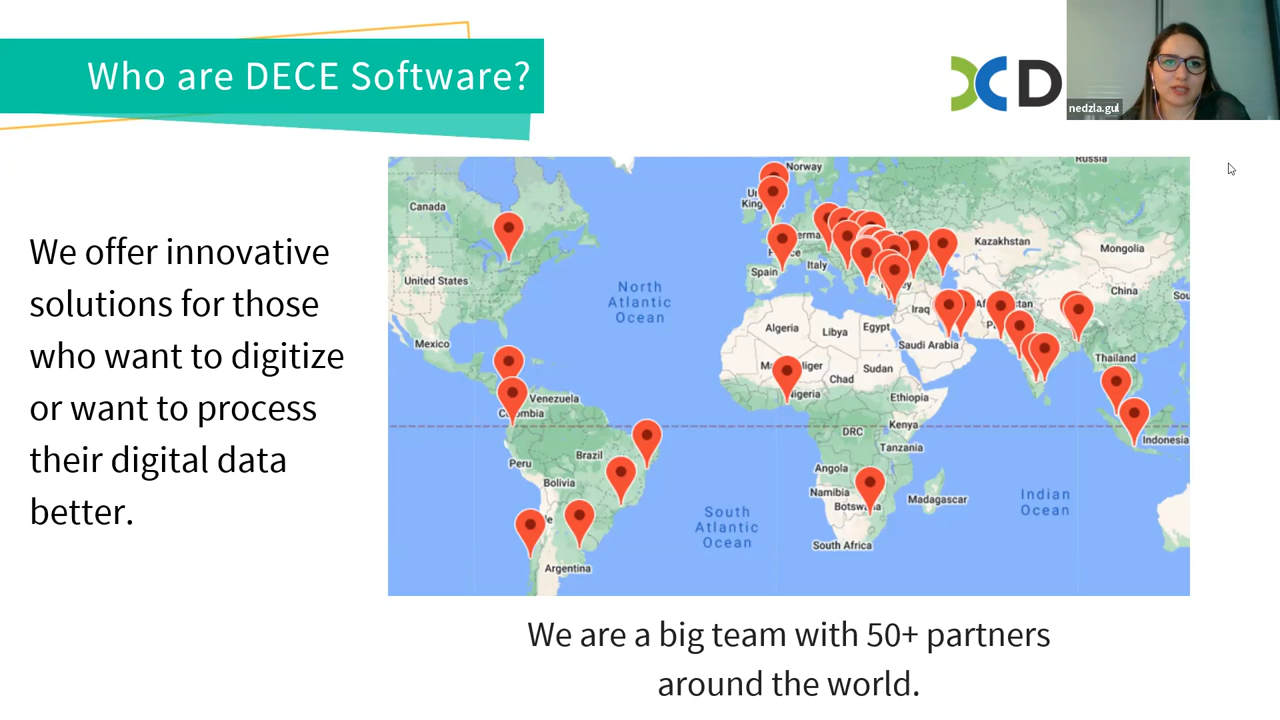 Who are DECE Software?
D
nedzla.gul
We offer innovative
solutions for those
who want to digitize
or want to process
their digital data
better.
Norway
Russia
Canada
United States
Mexico
North
Atlantic
Ocean
Spain
Italy
Kazakhstan
Mongolia
China
Iraq
Algeria
Libya
Egypt
Saudi Arabia
Thailand
Chad
Sudan
Ethiopia
Venezuela
Kenya
DRC
Tanzania
Indonesia
Peru
Brazil
Bolivia
Angola
Namibia
Madagascar
South
Atlantic
Ocean
Indian
Ocean
South Africa
Argentina
We are a big team with 50+ partners
around the world.